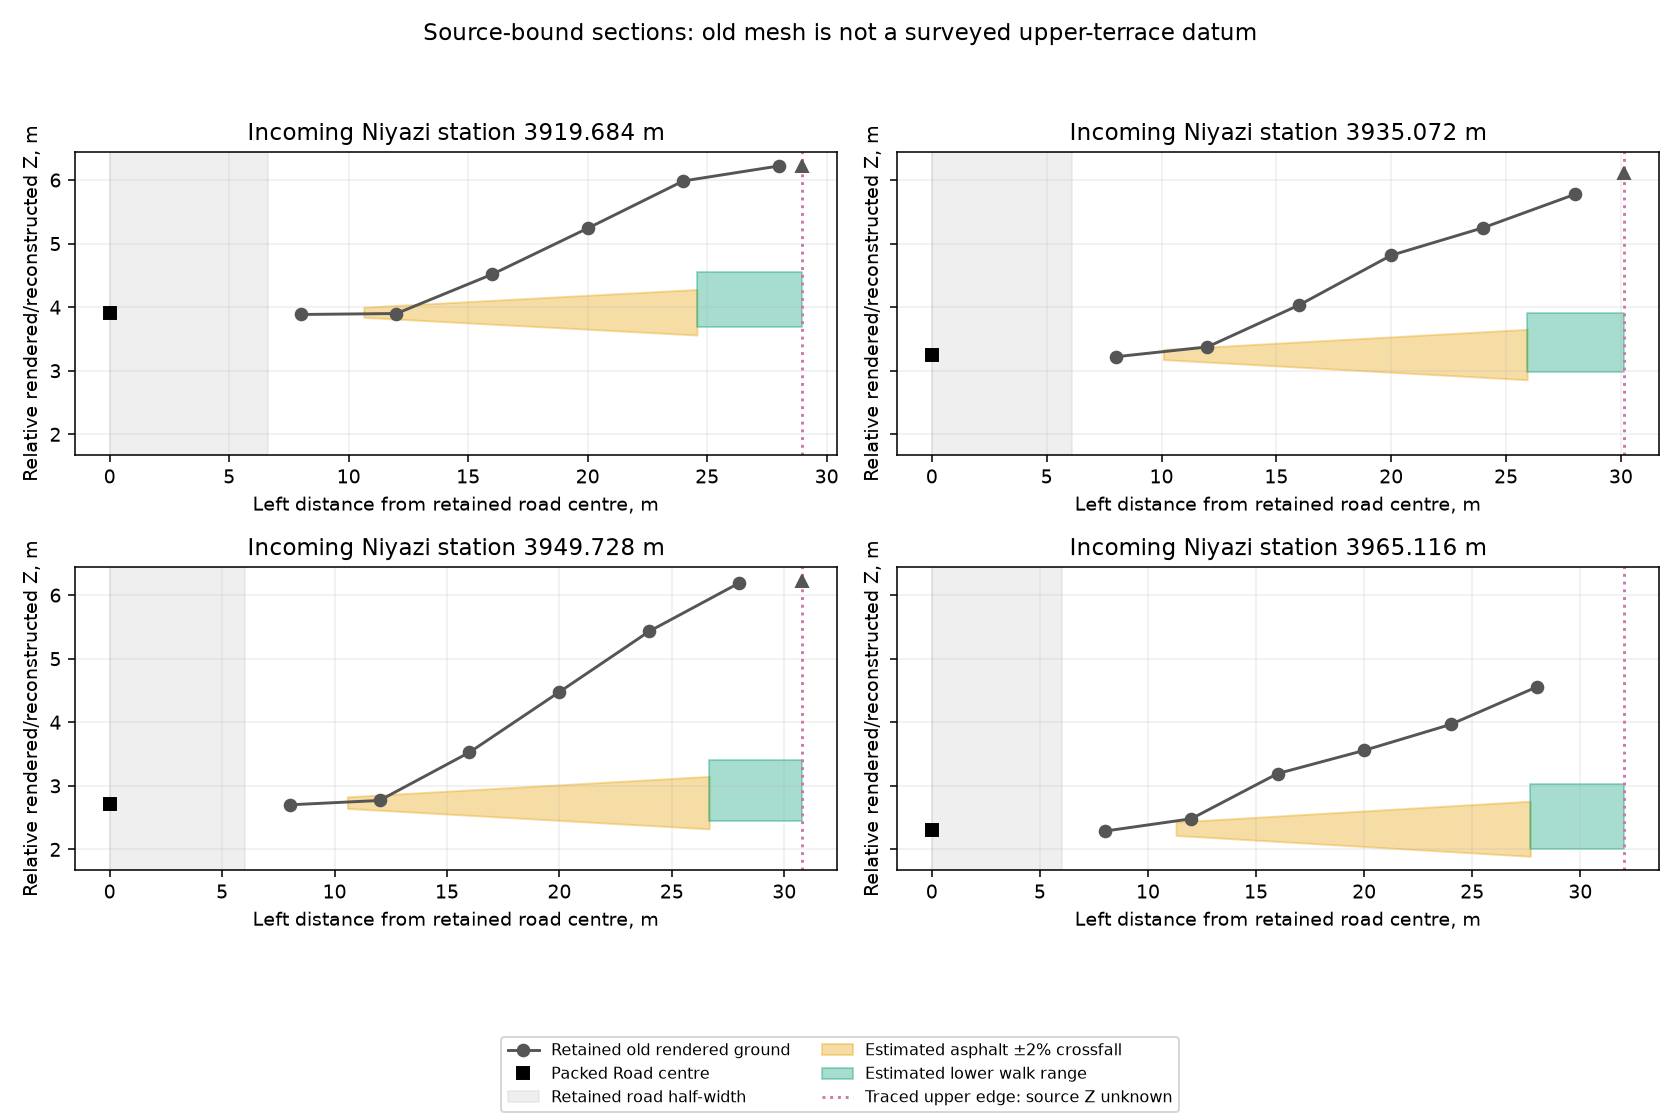 Source-bound sections: old mesh is not a surveyed upper-terrace datum
Incoming Niyazi station 3919.684 m
Relative rendered/reconstructed Z, m
6
5
4
3
2
0 5 10 15 20 25 30
Left distance from retained road centre, m
Incoming Niyazi station 3935.072 m
Relative rendered/reconstructed Z, m
0 5 10 15 20 25 30
Left distance from retained road centre, m
Incoming Niyazi station 3949.728 m
Relative rendered/reconstructed Z, m
6
5
4
3
2
0 5 10 15 20 25 30
Left distance from retained road centre, m
Incoming Niyazi station 3965.116 m
Relative rendered/reconstructed Z, m
0 5 10 15 20 25 30
Left distance from retained road centre, m
Retained old rendered ground
Packed Road centre
Retained road half-width
Estimated asphalt ±2% crossfall
Estimated lower walk range
Traced upper edge: source Z unknown